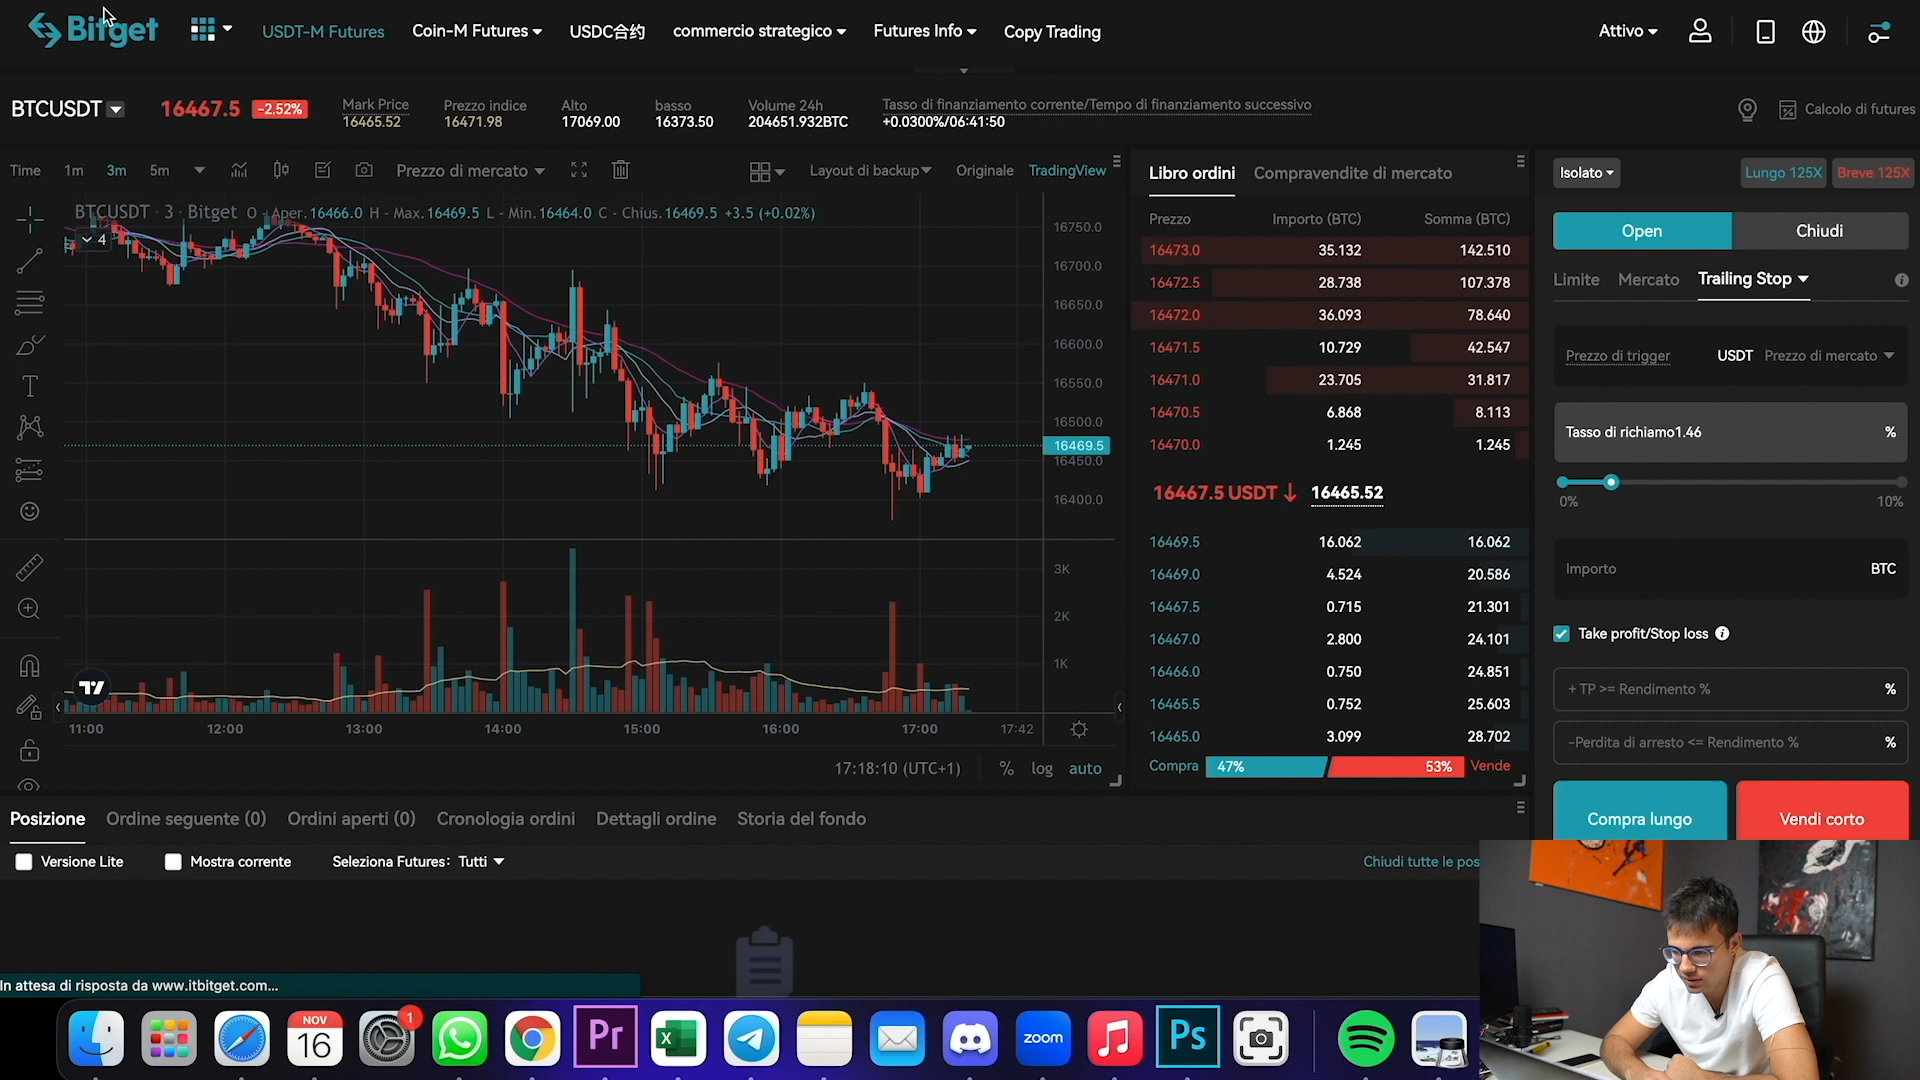 Bitget
USDT-M Futures
Coin-M Futures
USDC合约
commercio strategico
Futures Info
Copy Trading
Attivo
BTCUSDT
16467.5
-2.52%
Mark Price
16465.52
Prezzo indice
16471.98
Alto
17069.00
basso
16373.50
Volume 24h
204651.932BTC
Tasso di finanziamento corrente/Tempo di finanziamento successivo
+0.0300%/06:41:50
Calcolo di futures
Time 1m 3m 5m
Prezzo di mercato
Layout di backup
Originale
TradingView
BTCUSDT · 3 · Bitget O - Aper.16466.0 H - Max.16469.5 L - Min.16464.0 C - Chius.16469.5 +3.5 (+0.02%)
4
16750.0
16700.0
16650.0
16600.0
16550.0
16500.0
16469.5
16450.0
16400.0
3K
2K
1K
11:00 12:00 13:00 14:00 15:00 16:00 17:00 17:42
17:18:10 (UTC+1) % log auto
Libro ordini
Compravendite di mercato
Prezzo Importo (BTC) Somma (BTC)
16473.0 35.132 142.510
16472.5 28.738 107.378
16472.0 36.093 78.640
16471.5 10.729 42.547
16471.0 23.705 31.817
16470.5 6.868 8.113
16470.0 1.245 1.245
16467.5 USDT ↓ 16465.52
16469.5 16.062 16.062
16469.0 4.524 20.586
16467.5 0.715 21.301
16467.0 2.800 24.101
16466.0 0.750 24.851
16465.5 0.752 25.603
16465.0 3.099 28.702
Compra 47% 53% Vende
Isolato
Lungo 125X
Breve 125X
Open
Chiudi
Limite
Mercato
Trailing Stop
Prezzo di trigger USDT Prezzo di mercato
Tasso di richiamo1.46 %
0% 10%
Importo BTC
Take profit/Stop loss
+ TP >= Rendimento % %
-Perdita di arresto <= Rendimento % %
Compra lungo
Vendi corto
Posizione
Ordine seguente (0)
Ordini aperti (0)
Cronologia ordini
Dettagli ordine
Storia del fondo
Versione Lite
Mostra corrente
Seleziona Futures: Tutti
Chiudi tutte le pos
In attesa di risposta da www.itbitget.com...
NOV
16
1
Pr
X
zoom
Ps